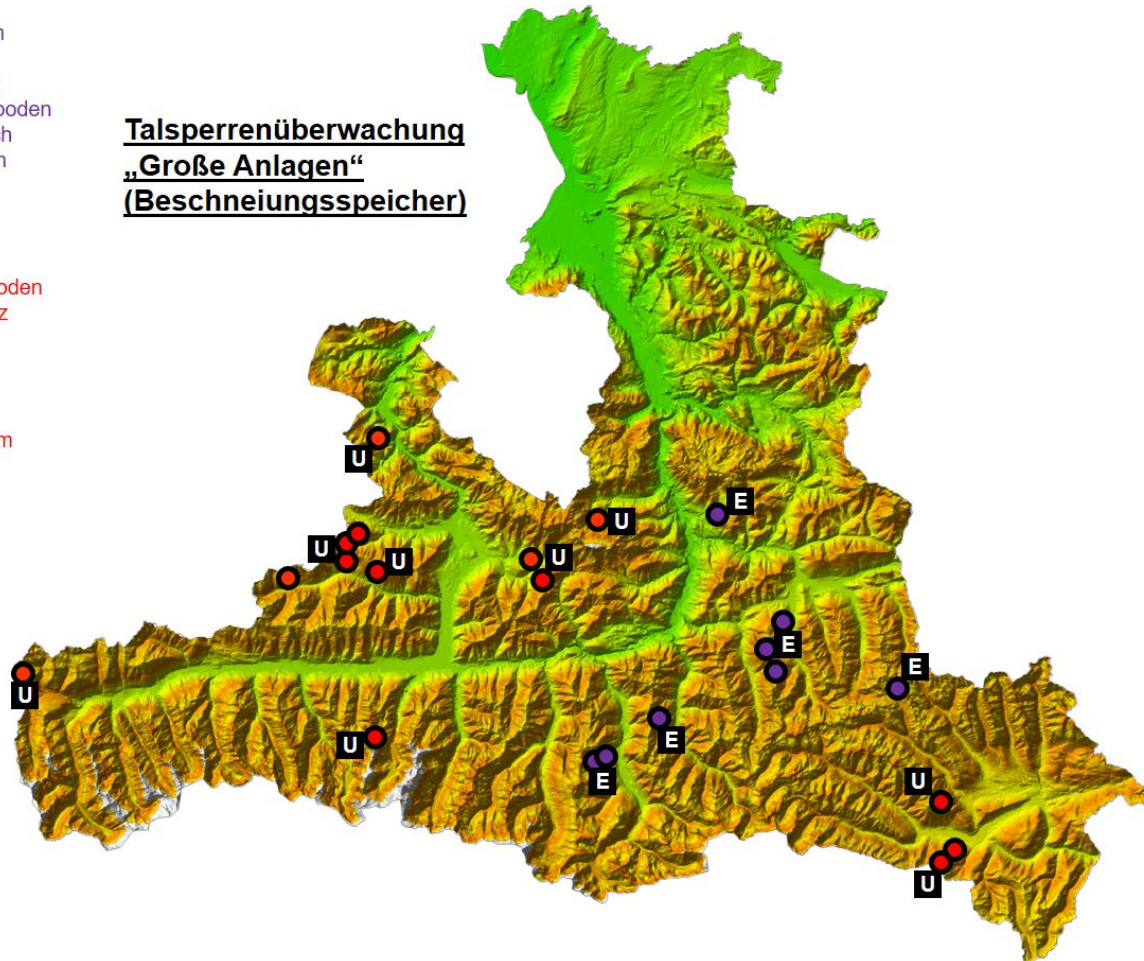 Talsperrenüberwachung
„Große Anlagen“
(Beschneiungsspeicher)
U
E
U
U
U
U
E
U
E
U
E
U
E
U